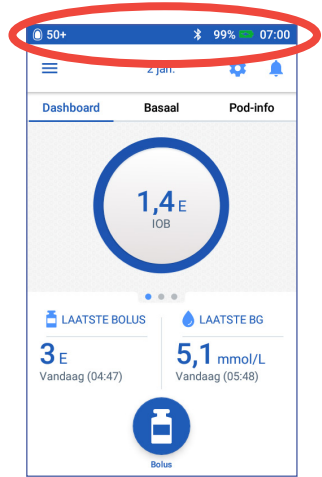 50+ 99% 07:00
2 jan.
Dashboard Basaal Pod-info
1,4 E
IOB
LAATSTE BOLUS LAATSTE BG
3 E 5,1 mmol/L
Vandaag (04:47) Vandaag (05:48)
Bolus